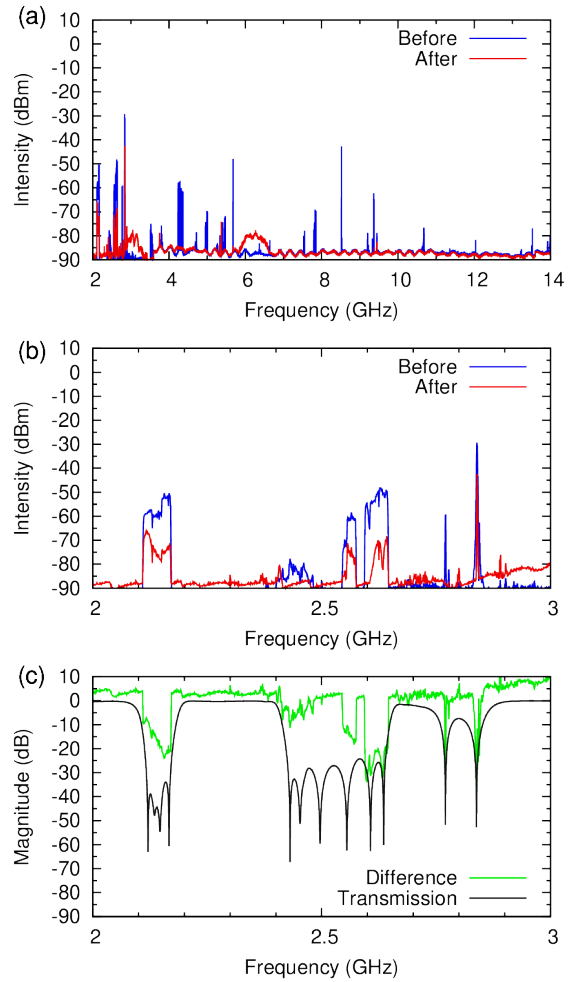 (a)
10
0
-10
-20
-30
-40
-50
-60
-70
-80
-90
Intensity (dBm)
Before
After
2 4 6 8 10 12 14
Frequency (GHz)
(b)
10
0
-10
-20
-30
-40
-50
-60
-70
-80
-90
Intensity (dBm)
Before
After
2 2.5 3
Frequency (GHz)
(c)
10
0
-10
-20
-30
-40
-50
-60
-70
-80
-90
Magnitude (dB)
Difference
Transmission
2 2.5 3
Frequency (GHz)